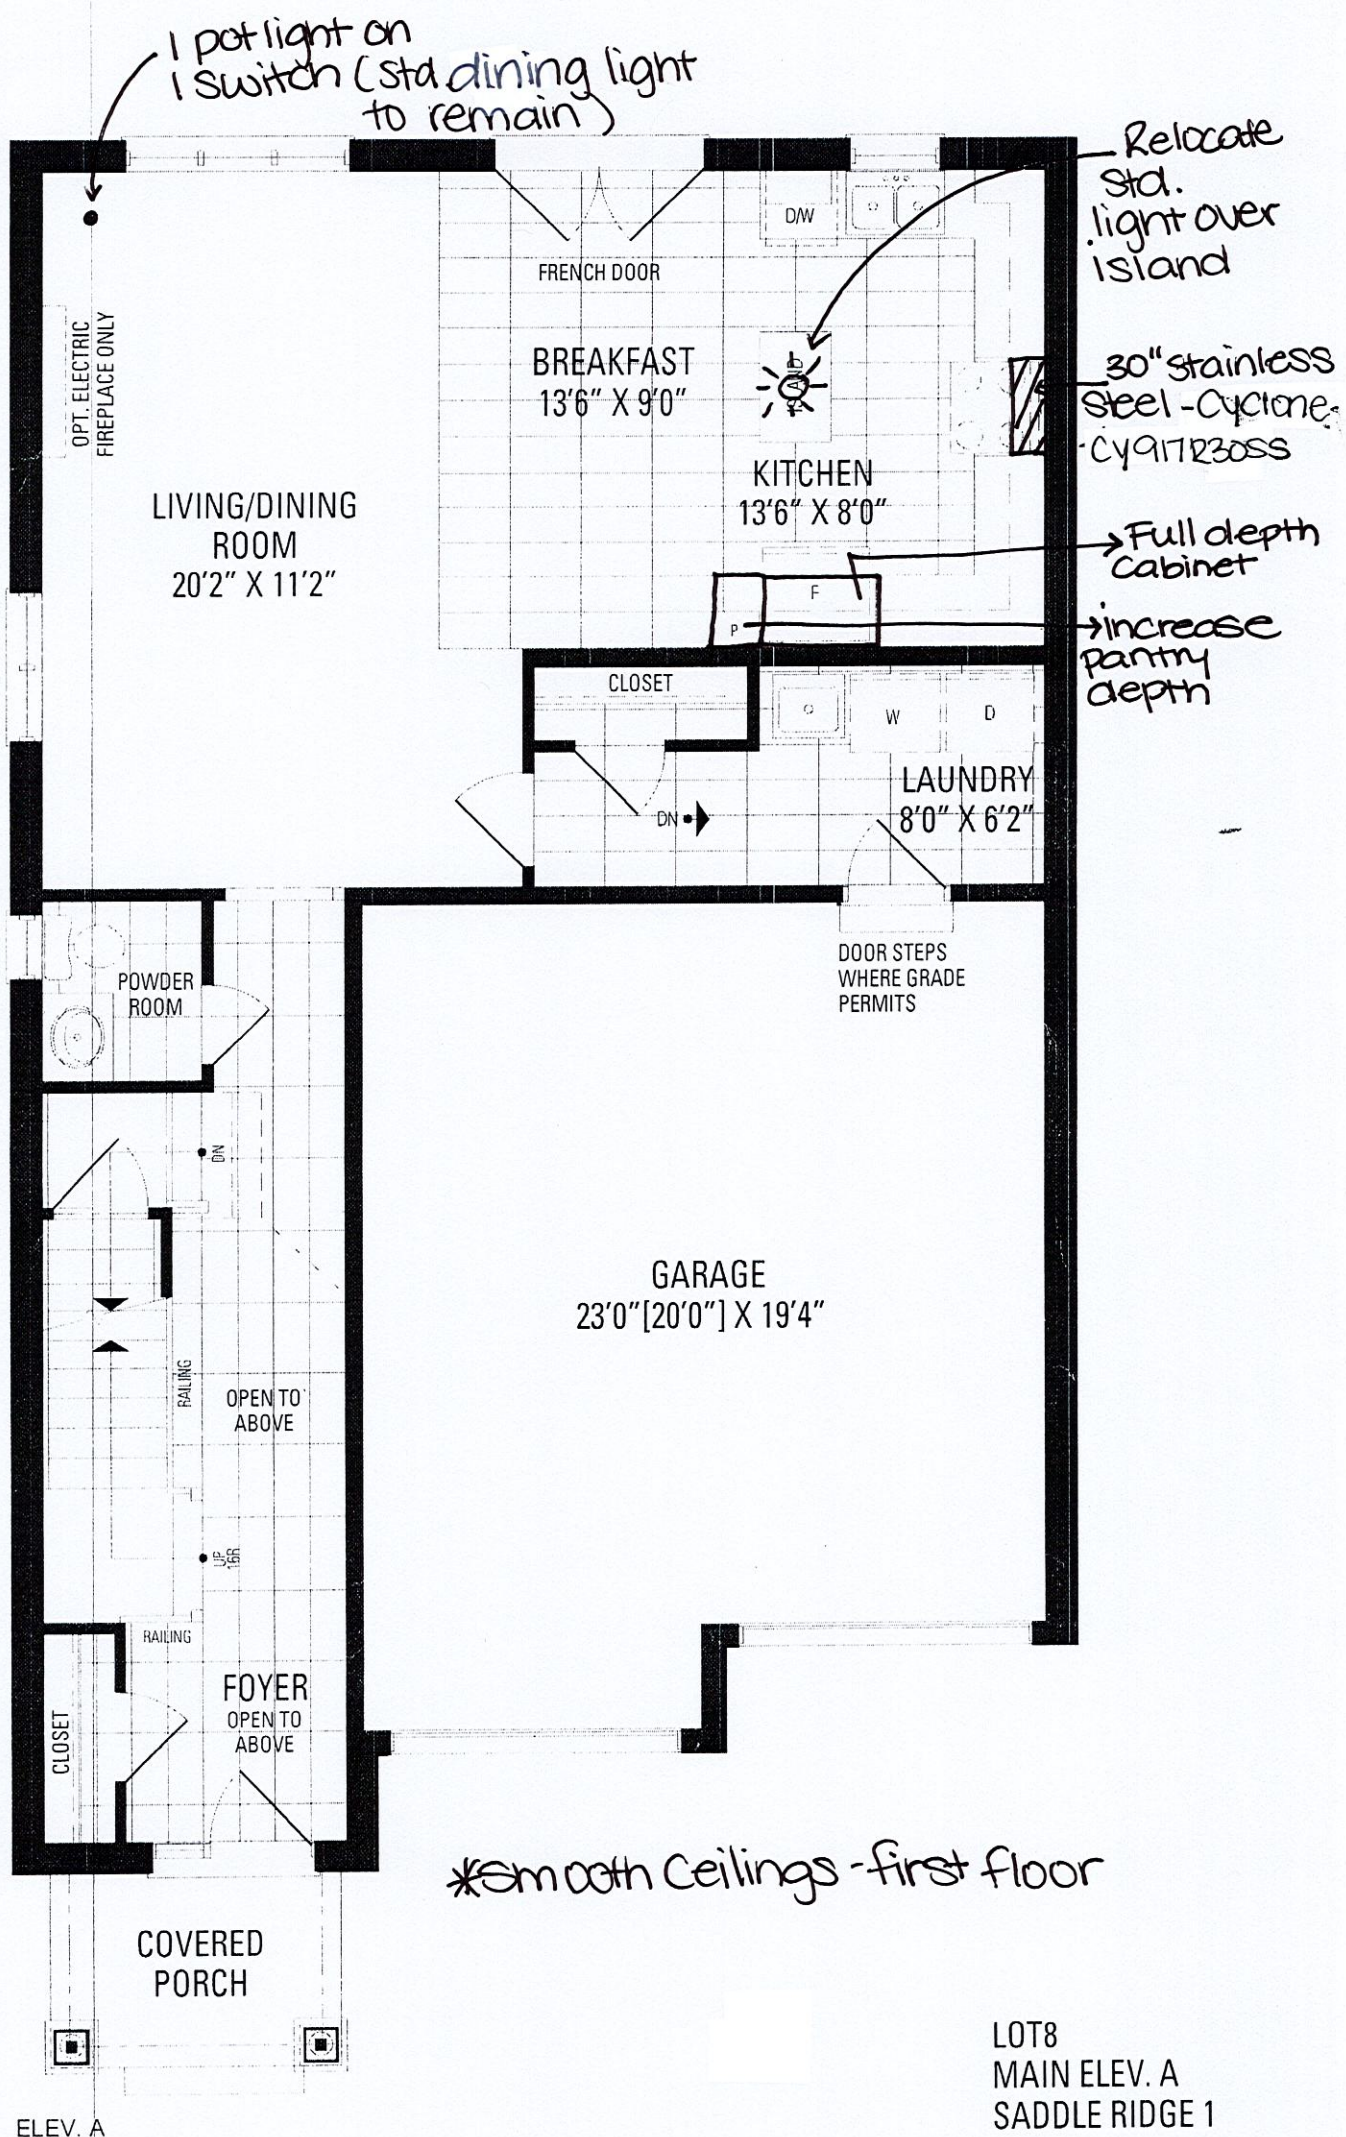 1 potlight on
1 switch (std. dining light
to remain)
Relocate
std.
light over
island
D/W
FRENCH DOOR
OPT. ELECTRIC
FIREPLACE ONLY
BREAKFAST
13'6" X 9'0"
ISLAND
30" stainless
steel - Cyclone
CY917R30SS
KITCHEN
13'6" X 8'0"
LIVING/DINING
ROOM
20'2" X 11'2"
Full depth
cabinet
F
P
increase
pantry
depth
CLOSET
W
D
LAUNDRY
8'0" X 6'2"
DN
DOOR STEPS
WHERE GRADE
PERMITS
POWDER
ROOM
DN
GARAGE
23'0"[20'0"] X 19'4"
RAILING
OPEN TO
ABOVE
UP
16R
RAILING
FOYER
OPEN TO
ABOVE
CLOSET
*Smooth Ceilings - first floor
COVERED
PORCH
LOT8
MAIN ELEV. A
SADDLE RIDGE 1
ELEV. A